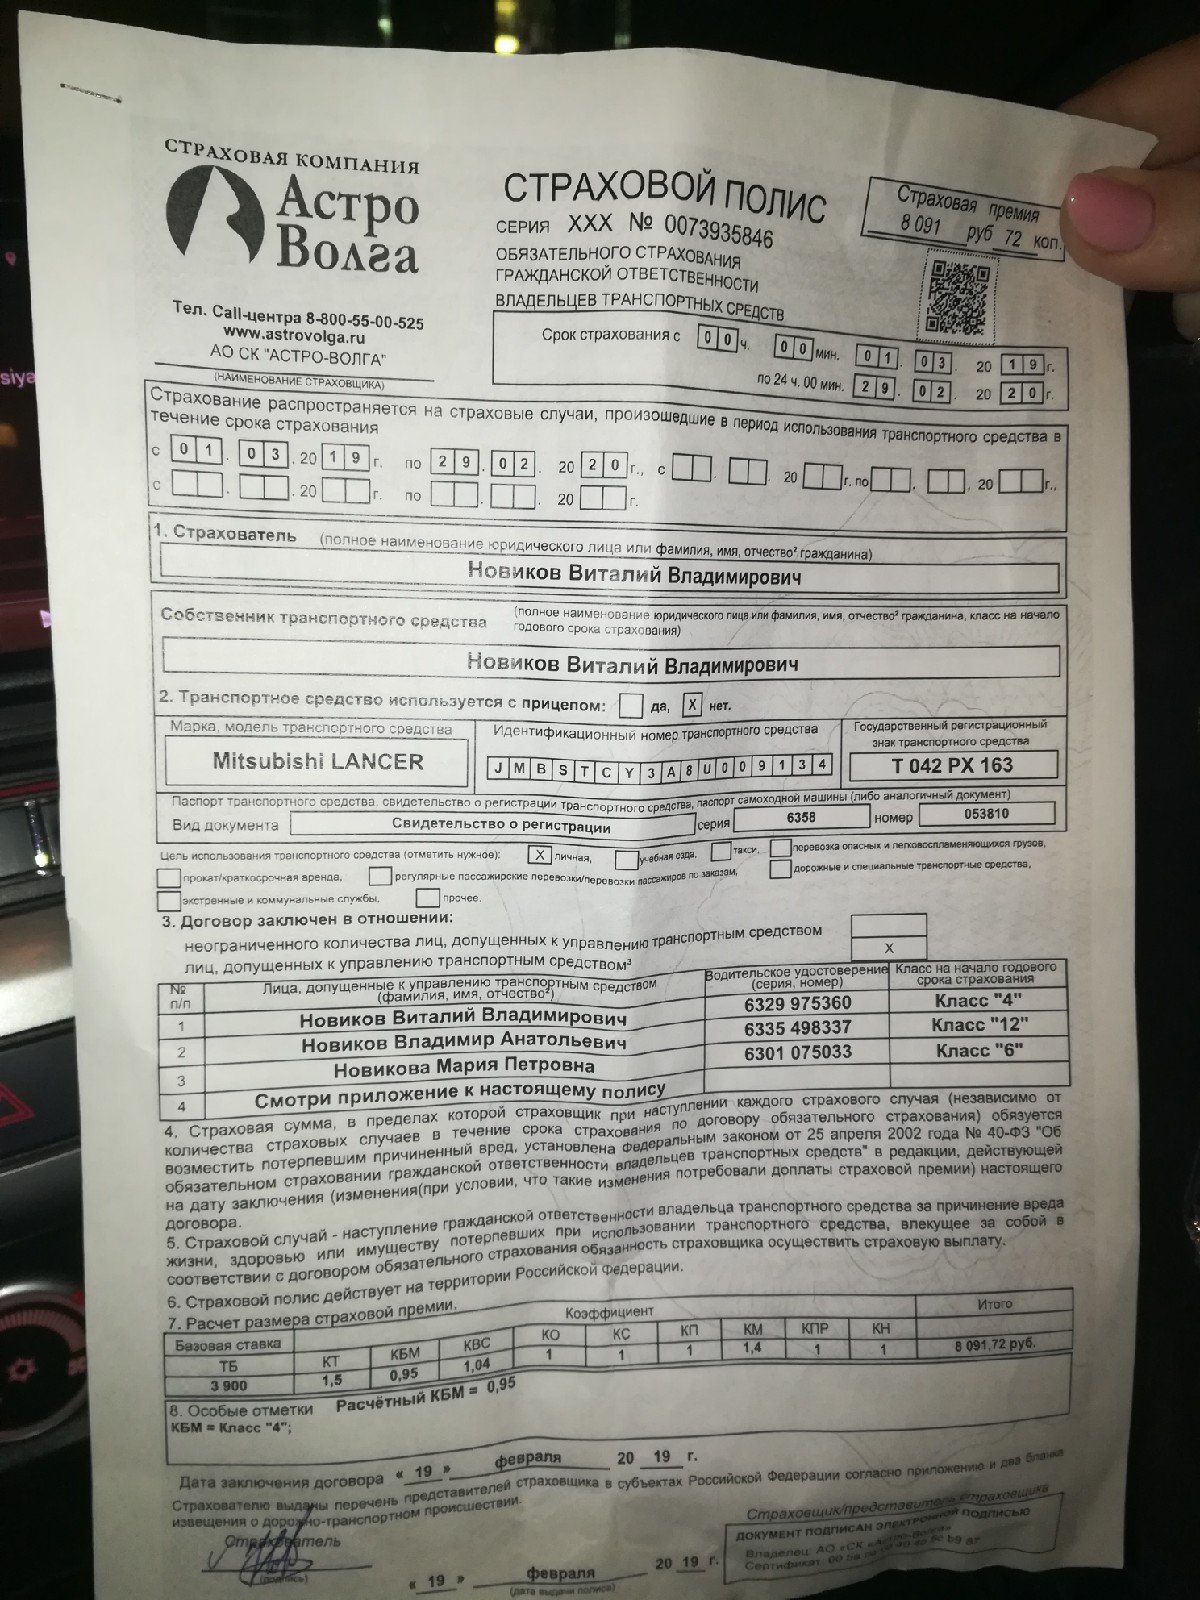 СТРАХОВАЯ КОМПАНИЯ
Астро
Волга
Тел. Call-центра 8-800-55-00-525
www.astrovolga.ru
АО СК "АСТРО-ВОЛГА"
(НАИМЕНОВАНИЕ СТРАХОВЩИКА)
СТРАХОВОЙ ПОЛИС
СЕРИЯ XXX № 0073935846
ОБЯЗАТЕЛЬНОГО СТРАХОВАНИЯ
ГРАЖДАНСКОЙ ОТВЕТСТВЕННОСТИ
ВЛАДЕЛЬЦЕВ ТРАНСПОРТНЫХ СРЕДСТВ
Страховая премия
8 091 руб 72 коп.
Срок страхования с 00 ч. 00 мин. 01. 03. 20 19 г.
по 24 ч. 00 мин. 29. 02. 20 20 г.
Страхование распространяется на страховые случаи, произошедшие в период использования транспортного средства в
течение срока страхования
с 01. 03. 20 19 г. по 29. 02. 20 20 г., с . . 20 г. по . . 20 г.,
с . . 20 г. по . . 20 г.
1. Страхователь (полное наименование юридического лица или фамилия, имя, отчество² гражданина)
Новиков Виталий Владимирович
Собственник транспортного средства (полное наименование юридического лица или фамилия, имя, отчество² гражданина, класс на начало
годового срока страхования)
Новиков Виталий Владимирович
2. Транспортное средство используется с прицепом: да, X нет.
Марка, модель транспортного средства Идентификационный номер транспортного средства Государственный регистрационный
знак транспортного средства
Mitsubishi LANCER JMBSTCY3A8U009134 Т 042 РХ 163
Паспорт транспортного средства, свидетельство о регистрации транспортного средства, паспорт самоходной машины (либо аналогичный документ)
Вид документа Свидетельство о регистрации серия 6358 номер 053810
Цель использования транспортного средства (отметить нужное): X личная, учебная езда, такси, перевозка опасных и легковоспламеняющихся грузов,
прокат/краткосрочная аренда, регулярные пассажирские перевозки/перевозки пассажиров по заказам, дорожные и специальные транспортные средства,
экстренные и коммунальные службы, прочее.
3. Договор заключен в отношении:
неограниченного количества лиц, допущенных к управлению транспортным средством
лиц, допущенных к управлению транспортным средством³ X
№ п/п Лица, допущенные к управлению транспортным средством (фамилия, имя, отчество²) Водительское удостоверение (серия, номер) Класс на начало годового срока страхования
1 Новиков Виталий Владимирович 6329 975360 Класс "4"
2 Новиков Владимир Анатольевич 6335 498337 Класс "12"
3 Новикова Мария Петровна 6301 075033 Класс "6"
4 Смотри приложение к настоящему полису
4. Страховая сумма, в пределах которой страховщик при наступлении каждого страхового случая (независимо от
количества страховых случаев в течение срока страхования по договору обязательного страхования) обязуется
возместить потерпевшим причиненный вред, установлена Федеральным законом от 25 апреля 2002 года № 40-ФЗ "Об
обязательном страховании гражданской ответственности владельцев транспортных средств" в редакции, действующей
на дату заключения (изменения(при условии, что такие изменения потребовали доплаты страховой премии) настоящего
договора.
5. Страховой случай - наступление гражданской ответственности владельца транспортного средства за причинение вреда
жизни, здоровью или имуществу потерпевших при использовании транспортного средства, влекущее за собой в
соответствии с договором обязательного страхования обязанность страховщика осуществить страховую выплату.
6. Страховой полис действует на территории Российской Федерации.
7. Расчет размера страховой премии.
Базовая ставка Коэффициент Итого
ТБ КТ КБМ КВС КО КС КП КМ КПР КН
3 900 1,5 0,95 1,04 1 1 1 1,4 1 1 8 091,72 руб.
8. Особые отметки Расчётный КБМ = 0,95
КБМ = Класс "4";
Дата заключения договора « 19 » февраля 20 19 г.
Страхователю выданы перечень представителей страховщика в субъектах Российской Федерации согласно приложению и два бланка
извещения о дорожно-транспортном происшествии.
Страхователь
(подпись)
Страховщик/представитель страховщика
ДОКУМЕНТ ПОДПИСАН ЭЛЕКТРОННОЙ ПОДПИСЬЮ
Владелец: АО «СК «Астро-Волга»
Сертификат:
« 19 » февраля 20 19 г.
(дата выдачи полиса)